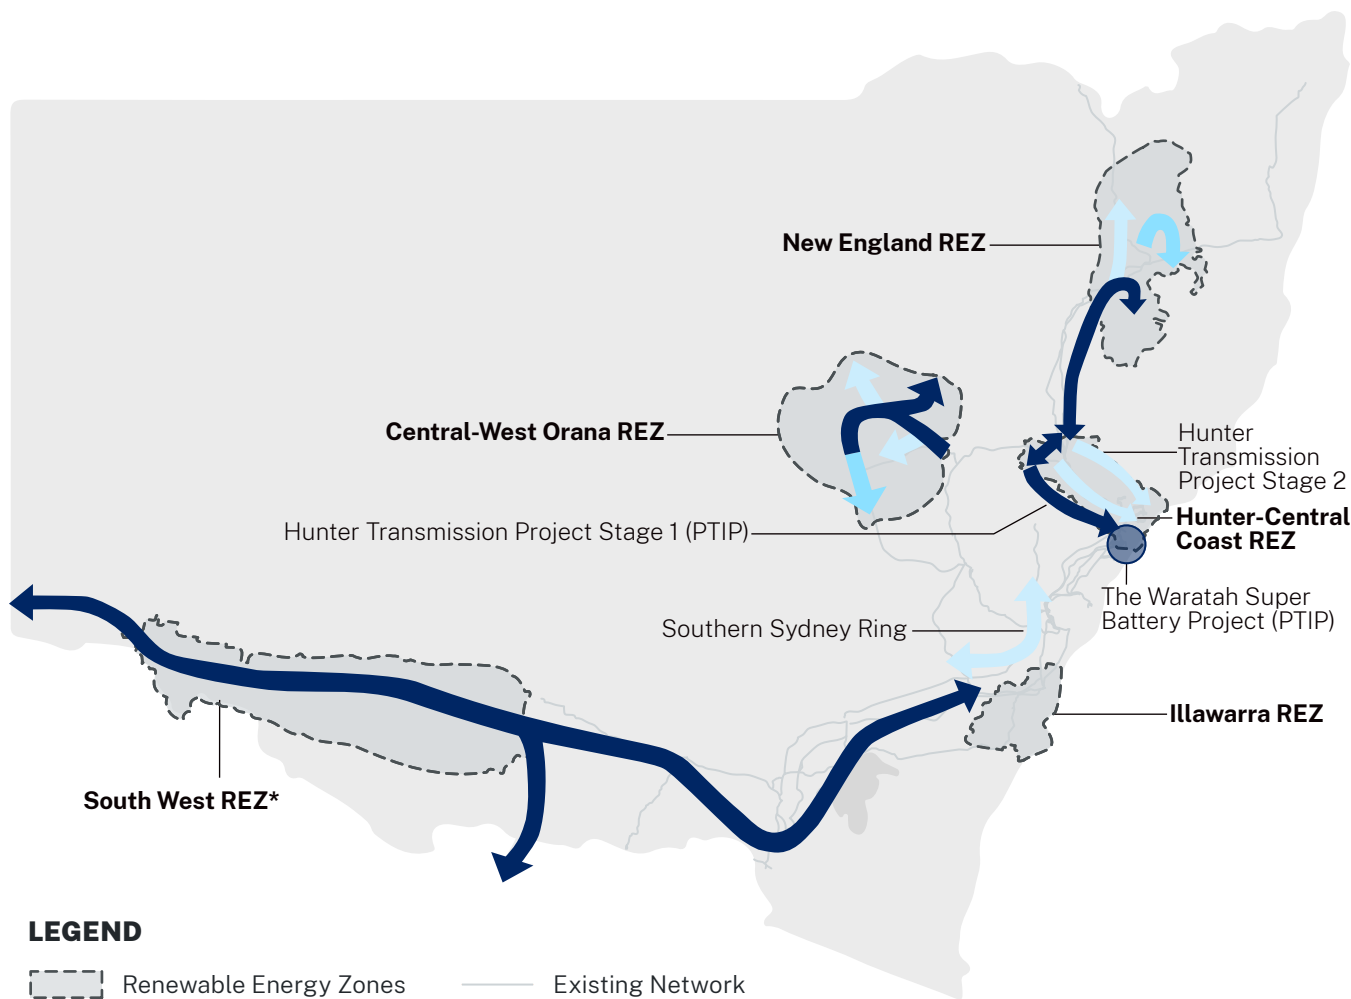 New England REZ
Central-West Orana REZ
Hunter
Transmission
Project Stage 2
Hunter Transmission Project Stage 1 (PTIP)
Hunter-Central
Coast REZ
The Waratah Super
Battery Project (PTIP)
Southern Sydney Ring
Illawarra REZ
South West REZ*
LEGEND
Renewable Energy Zones
Existing Network